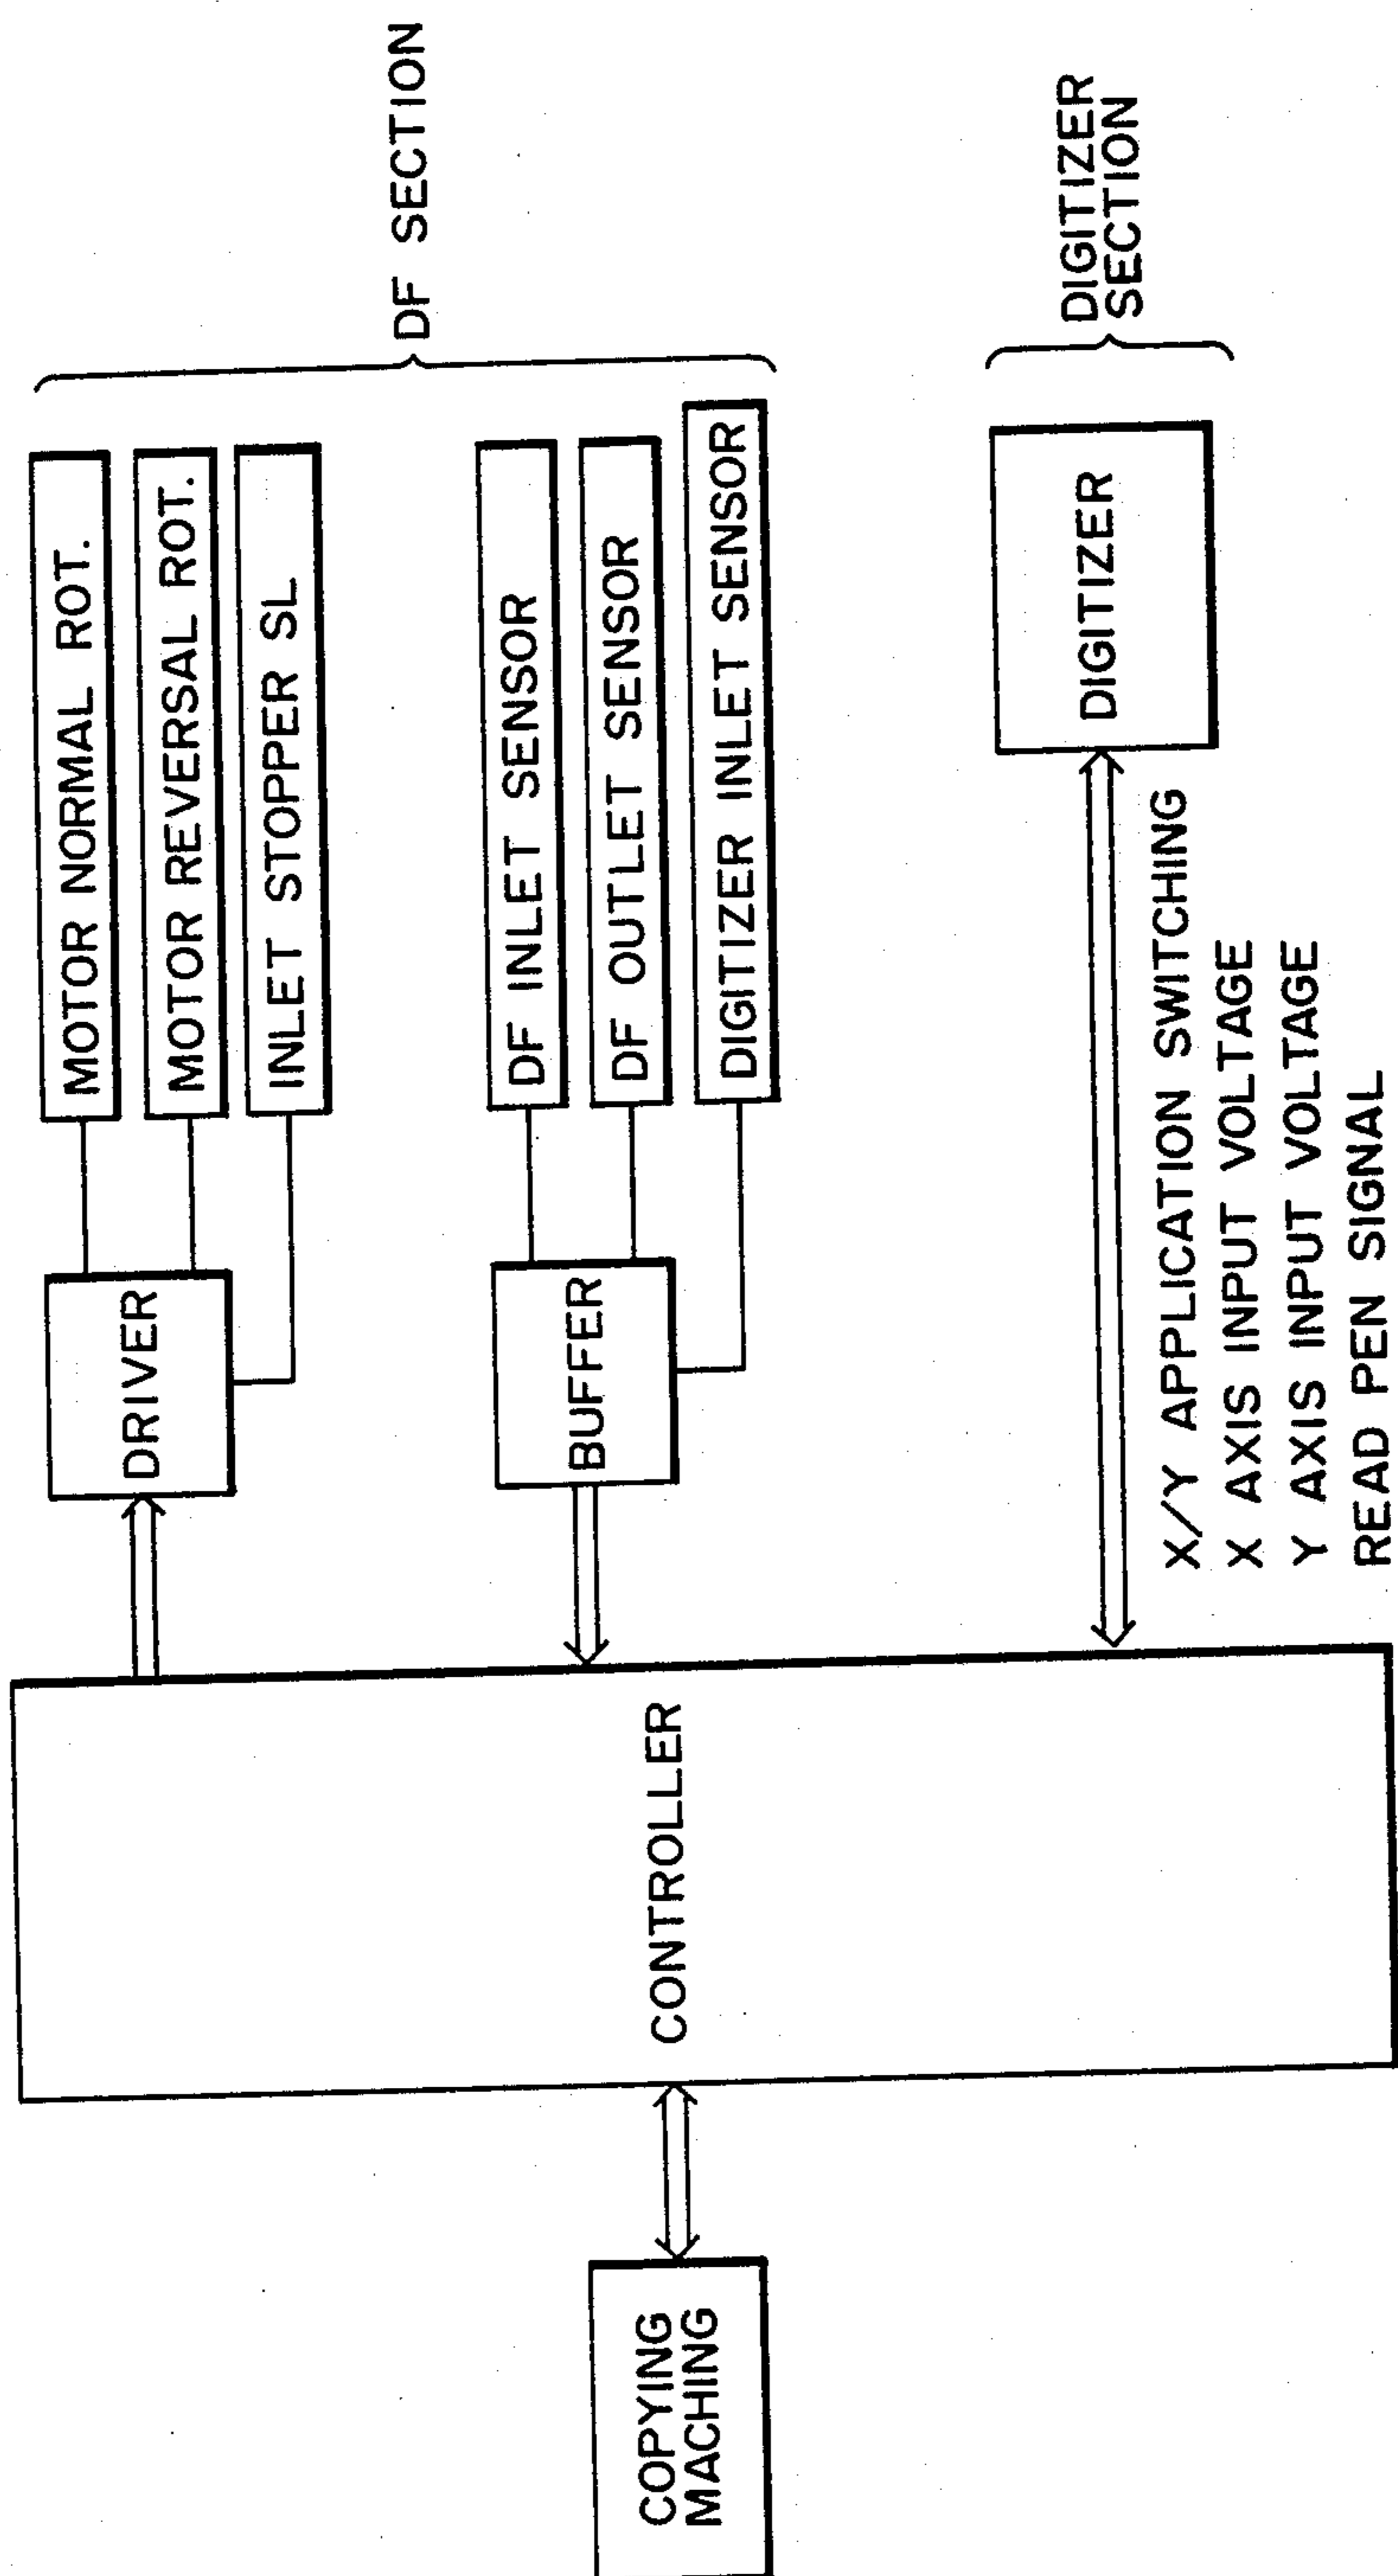 COPYING
MACHING
CONTROLLER
DRIVER
MOTOR NORMAL ROT.
MOTOR REVERSAL ROT.
INLET STOPPER SL
BUFFER
DF INLET SENSOR
DF OUTLET SENSOR
DIGITIZER INLET SENSOR
DF SECTION
DIGITIZER
DIGITIZER
SECTION
X/Y APPLICATION SWITCHING
X AXIS INPUT VOLTAGE
Y AXIS INPUT VOLTAGE
READ PEN SIGNAL